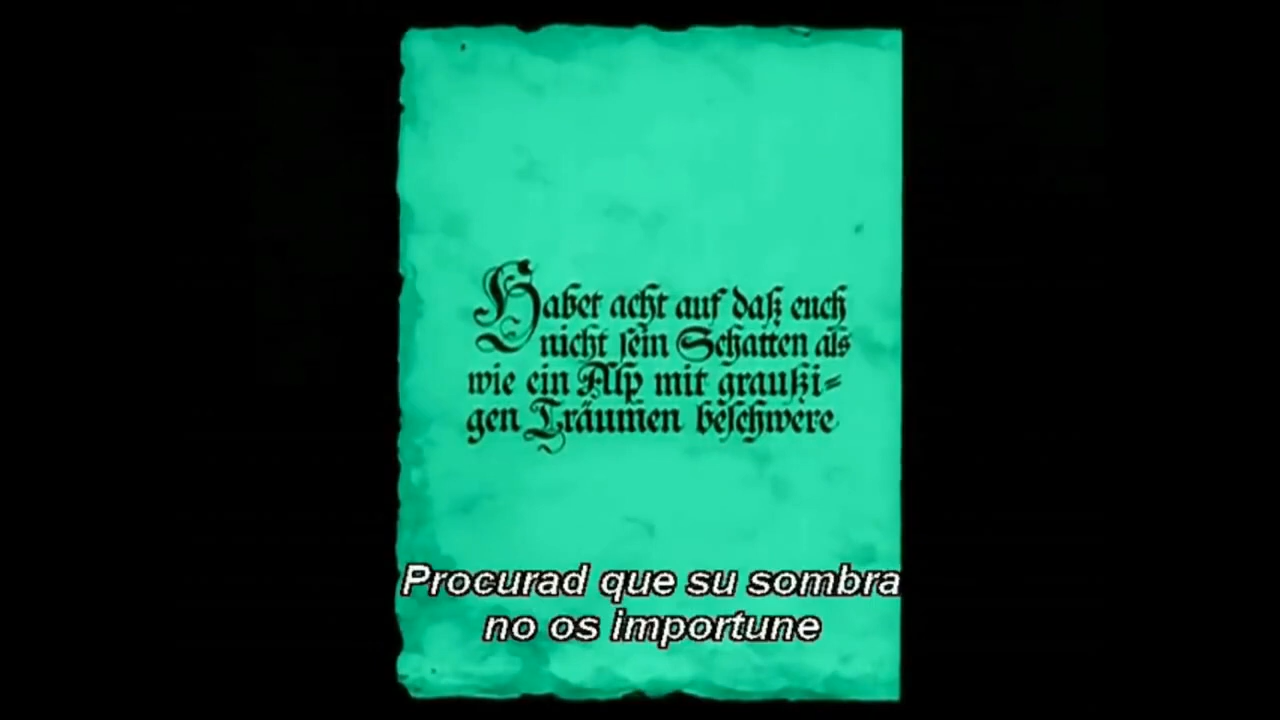 Habet acht auf daß euch
nicht sein Schatten als
wie ein Alp mit graußi=
gen Träumen beschwere
Procurad que su sombra
no os importune